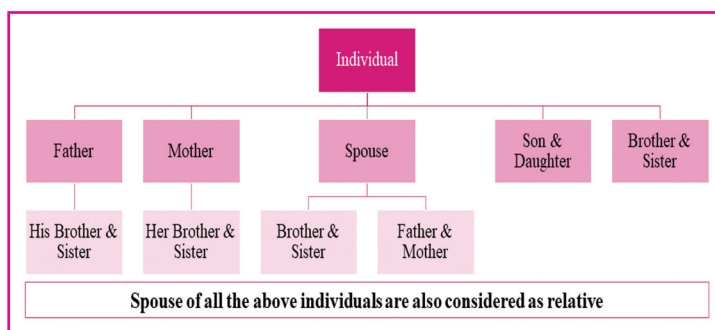 Individual
Father
Mother
Spouse
Son &
Daughter
Brother &
Sister
His Brother &
Sister
Her Brother &
Sister
Brother &
Sister
Father &
Mother
Spouse of all the above individuals are also considered as relative